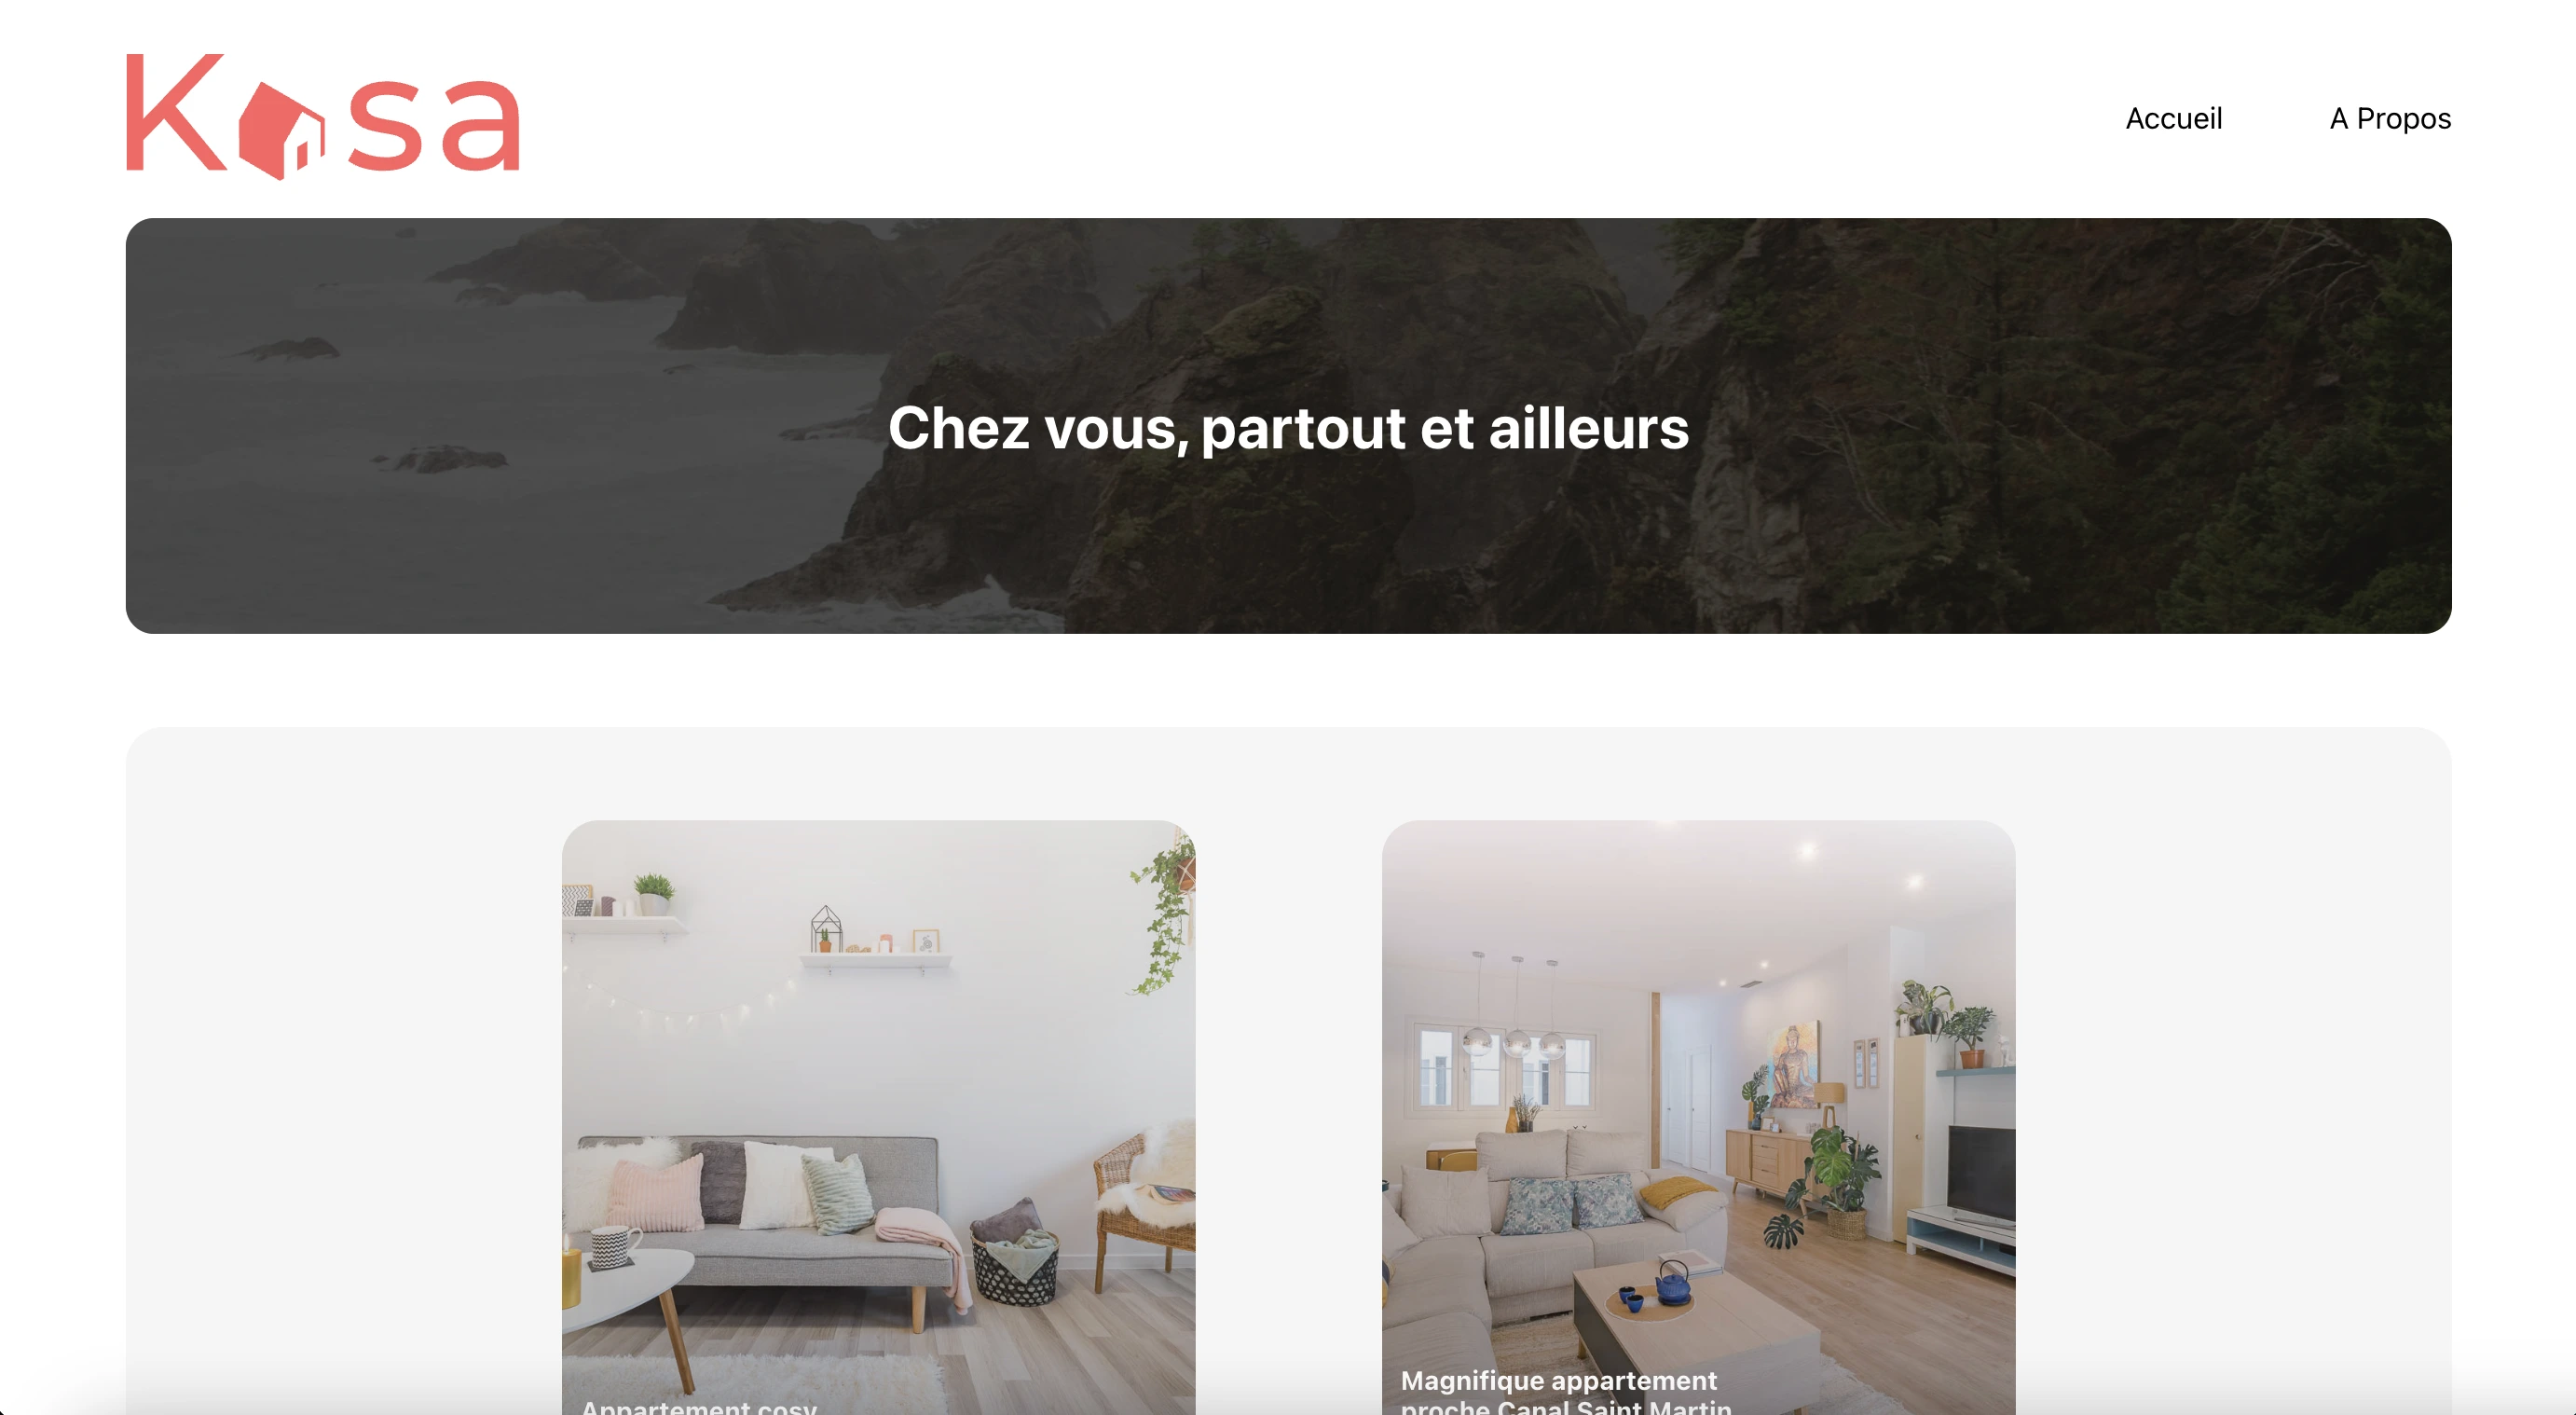 Kasa
Accueil
A Propos
Chez vous, partout et ailleurs
Appartement cosy
Magnifique appartement
proche Canal Saint Martin